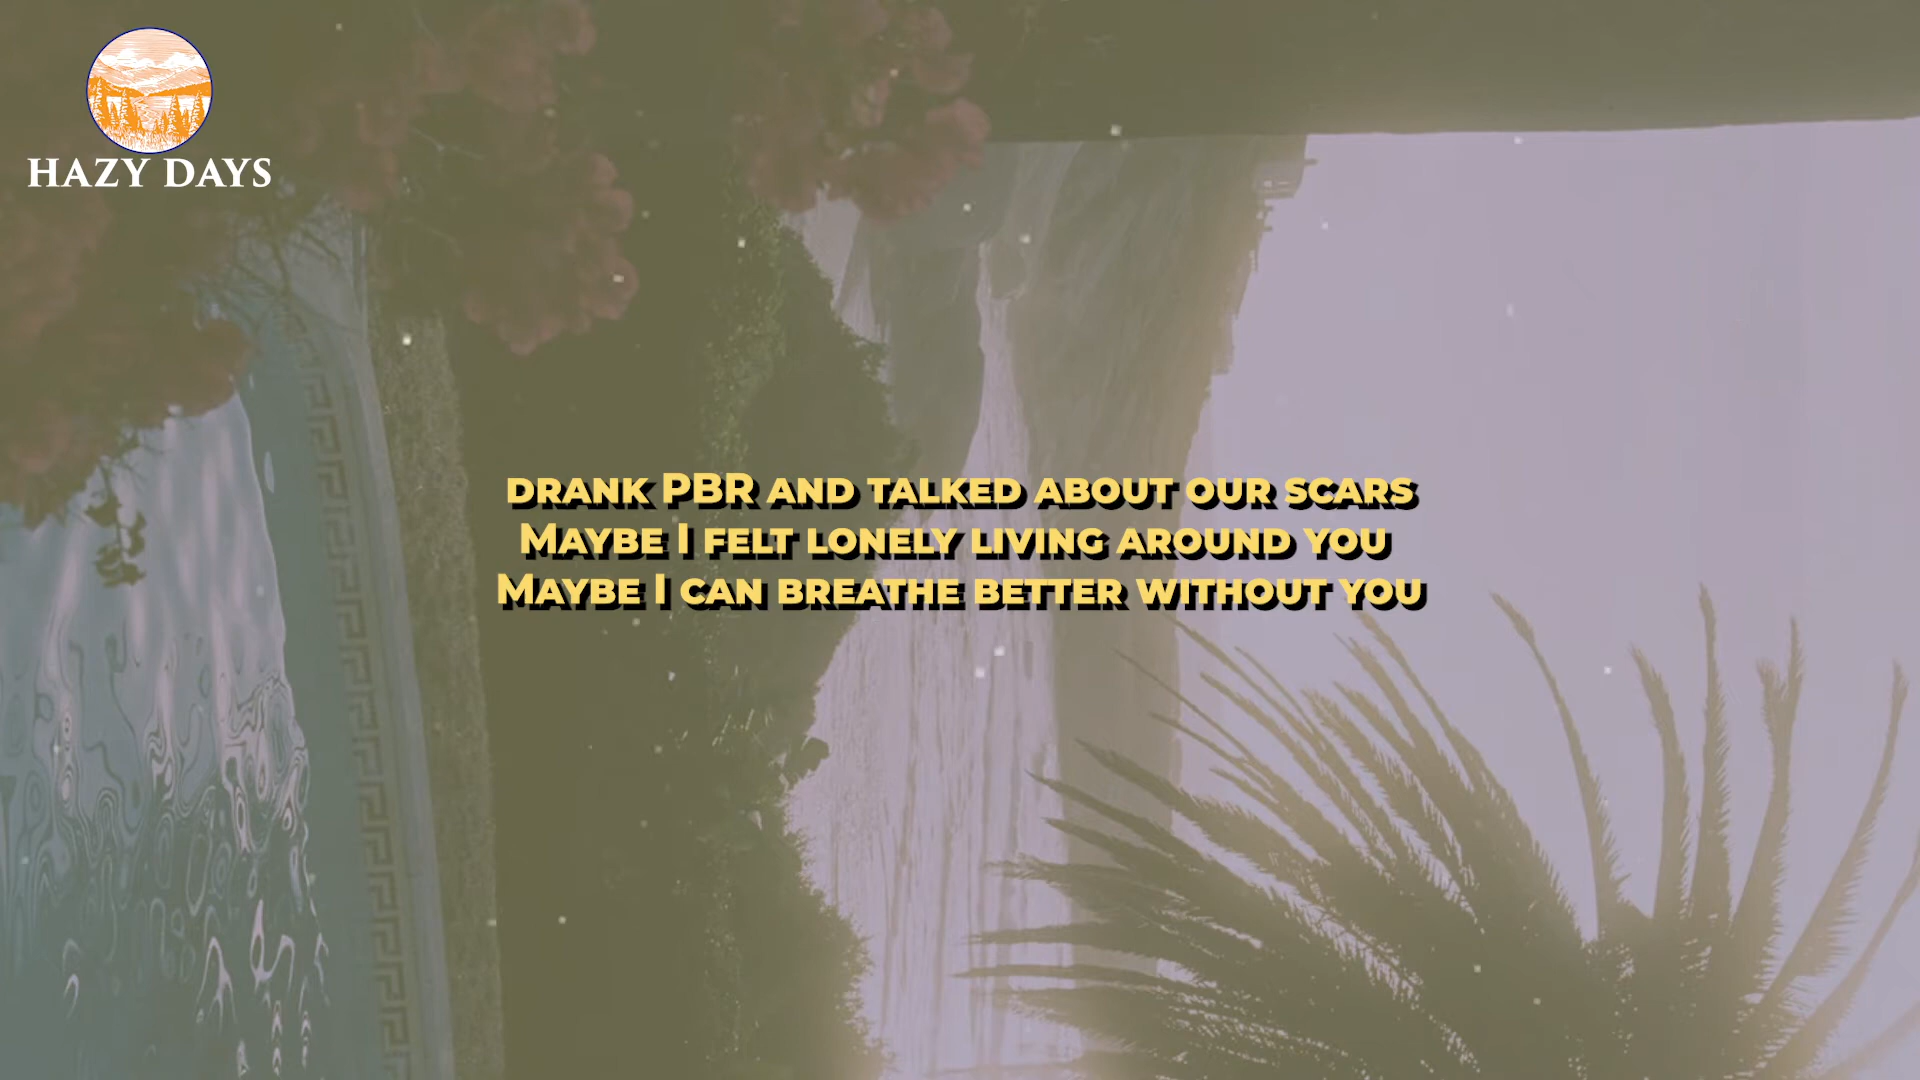 HAZY DAYS
DRANK PBR AND TALKED ABOUT OUR SCARS
MAYBE I FELT LONELY LIVING AROUND YOU
MAYBE I CAN BREATHE BETTER WITHOUT YOU